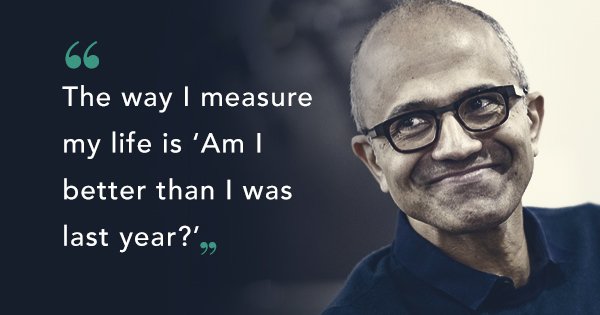 “
The way I measure
my life is ‘Am I
better than I was
last year?’”